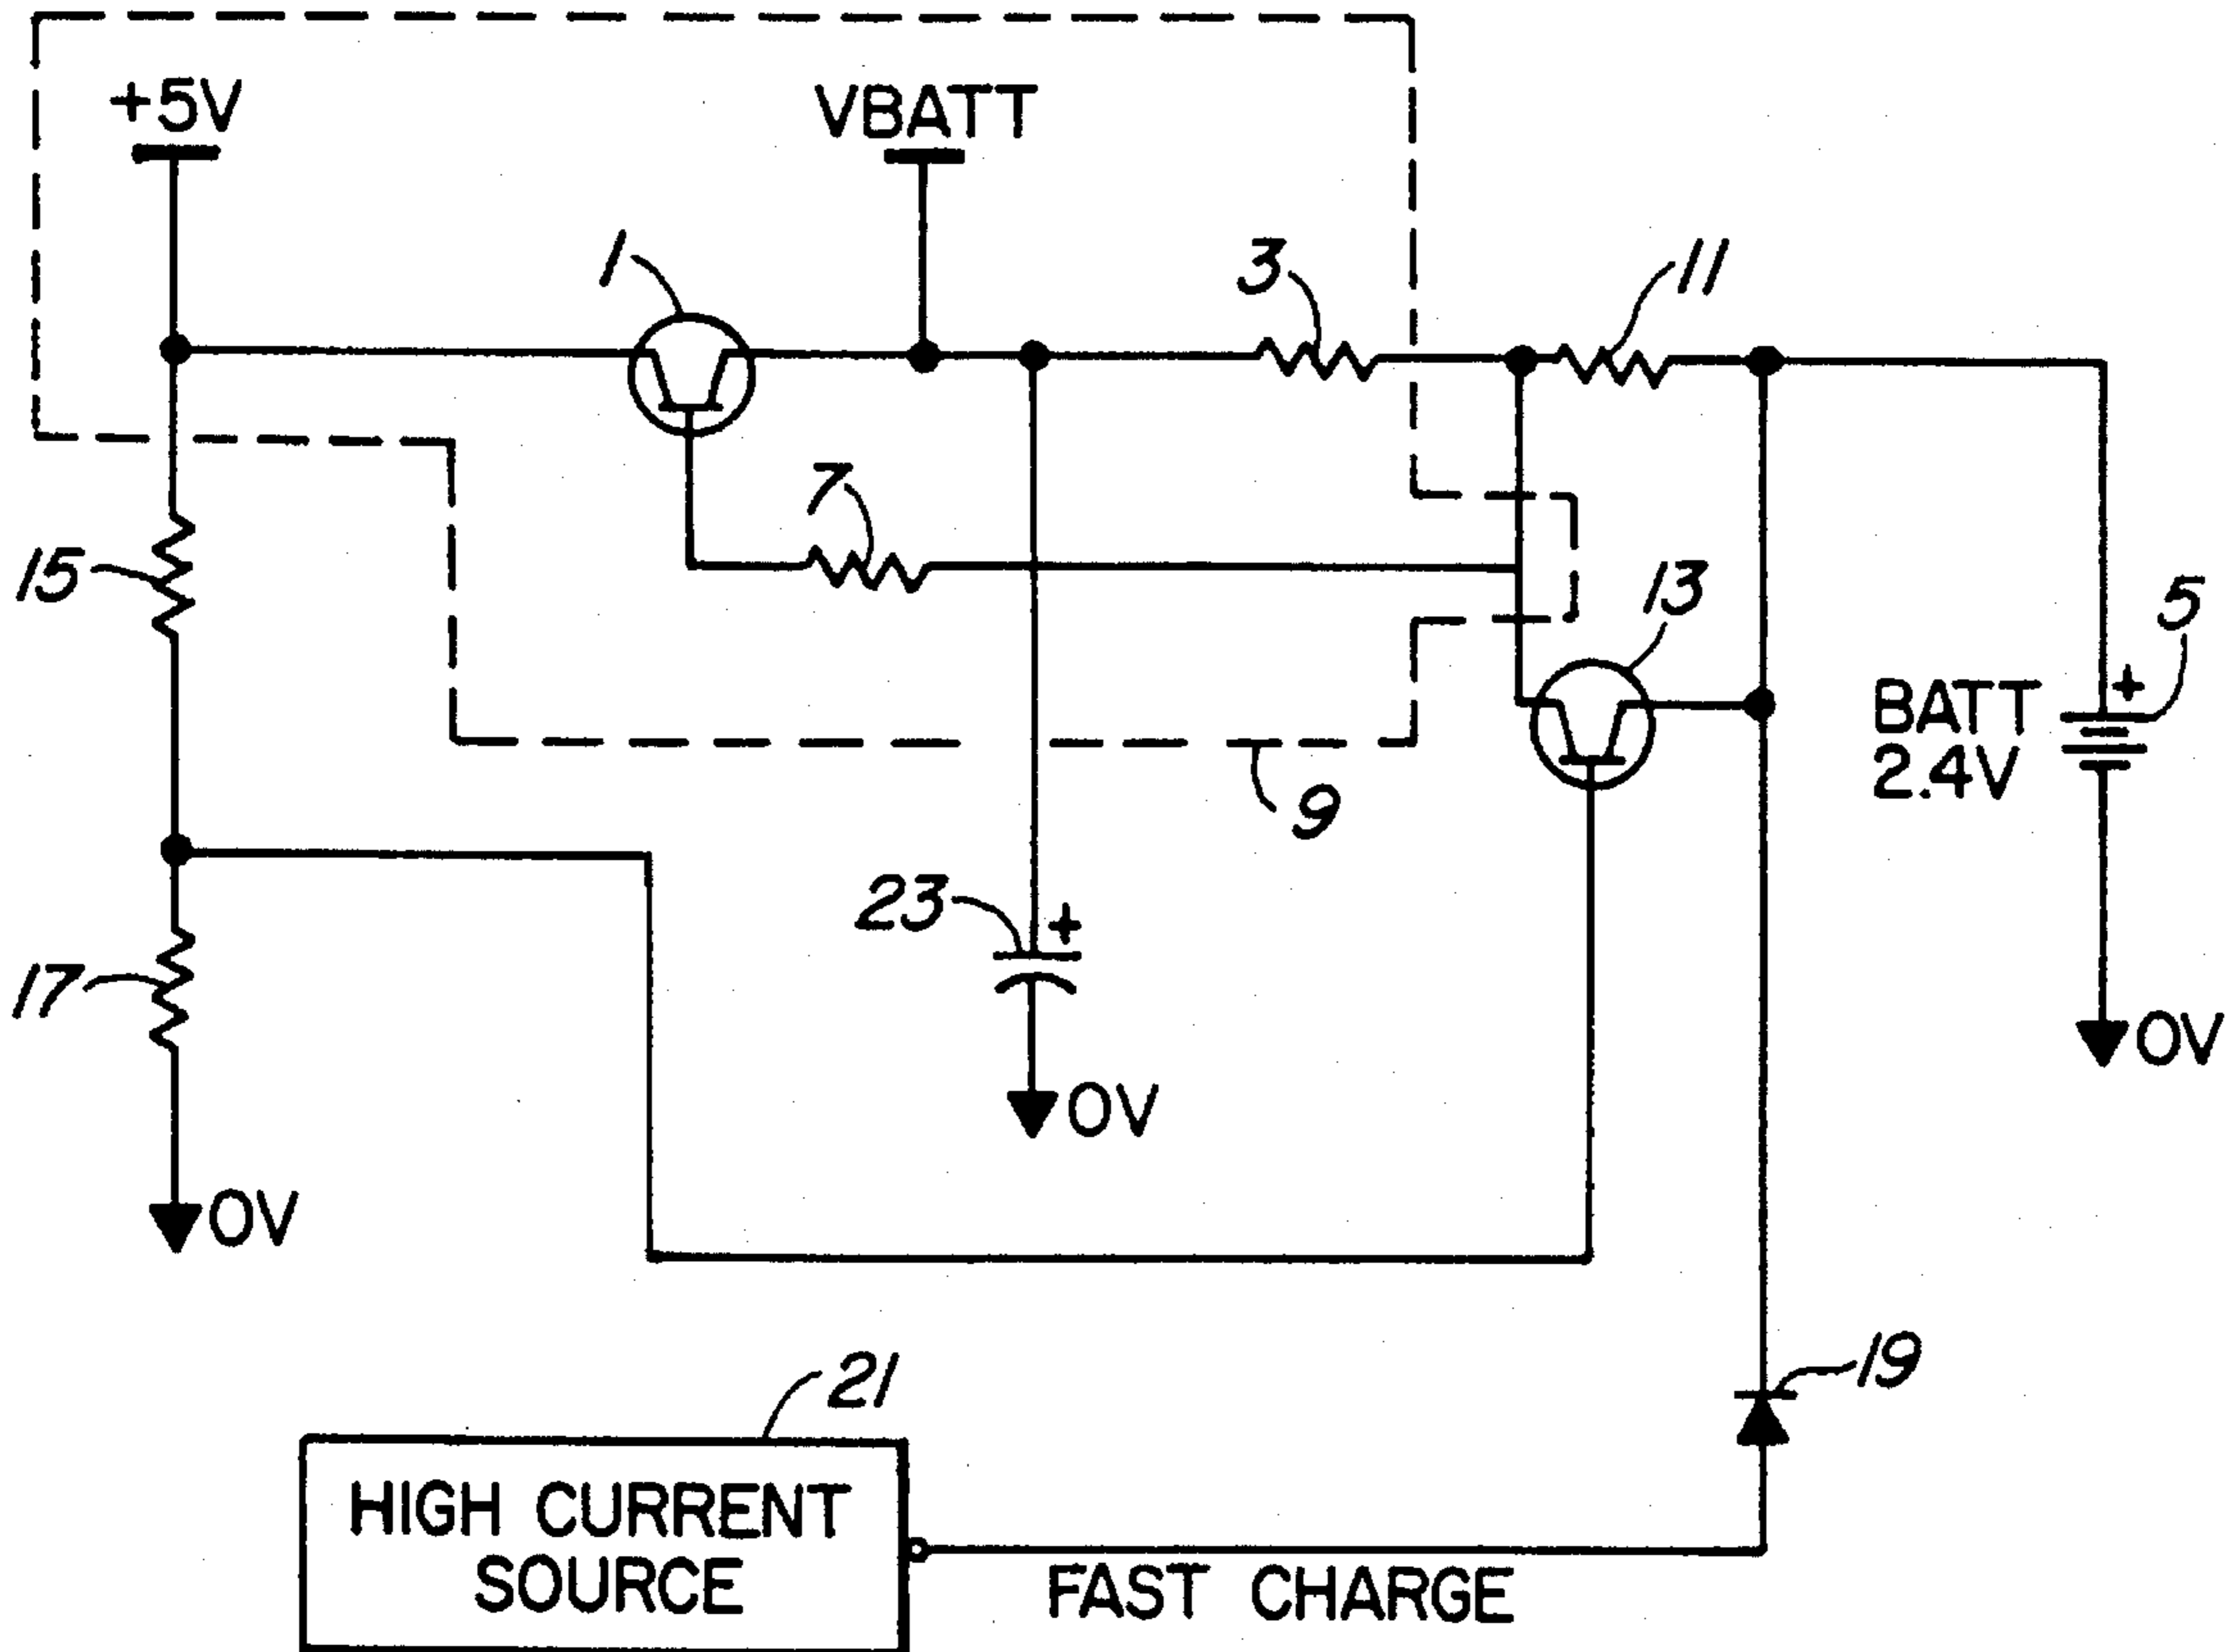 +5V
VBATT
1
3
11
7
15
13
5
+
BATT
2.4V
9
23
+
17
0V
0V
0V
19
21
HIGH CURRENT
SOURCE
FAST CHARGE